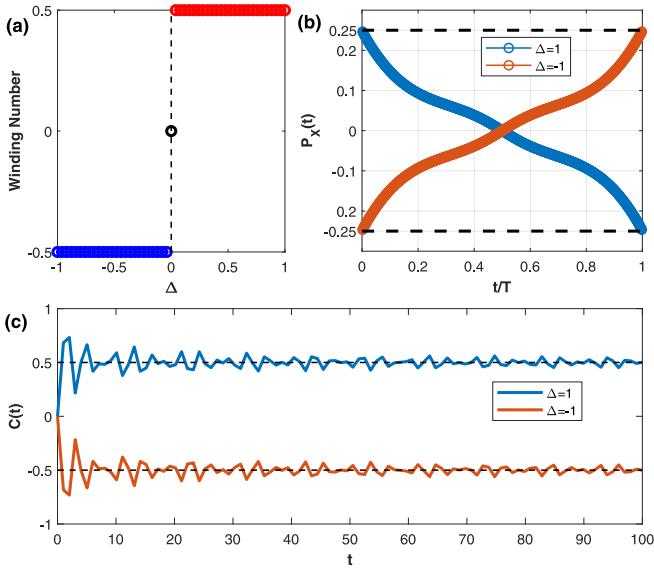 (a)
0.5
0
-0.5
-1 -0.5 0 0.5 1
Winding Number
Δ
(b)
0.25
0.2
0.1
0
-0.1
0.2
-0.25
0 0.2 0.4 0.6 0.8 1
P_X(t)
t/T
Δ=1
Δ=-1
(c)
1
0.5
0
-0.5
-1
0 10 20 30 40 50 60 70 80 90 100
C(t)
t
Δ=1
Δ=-1